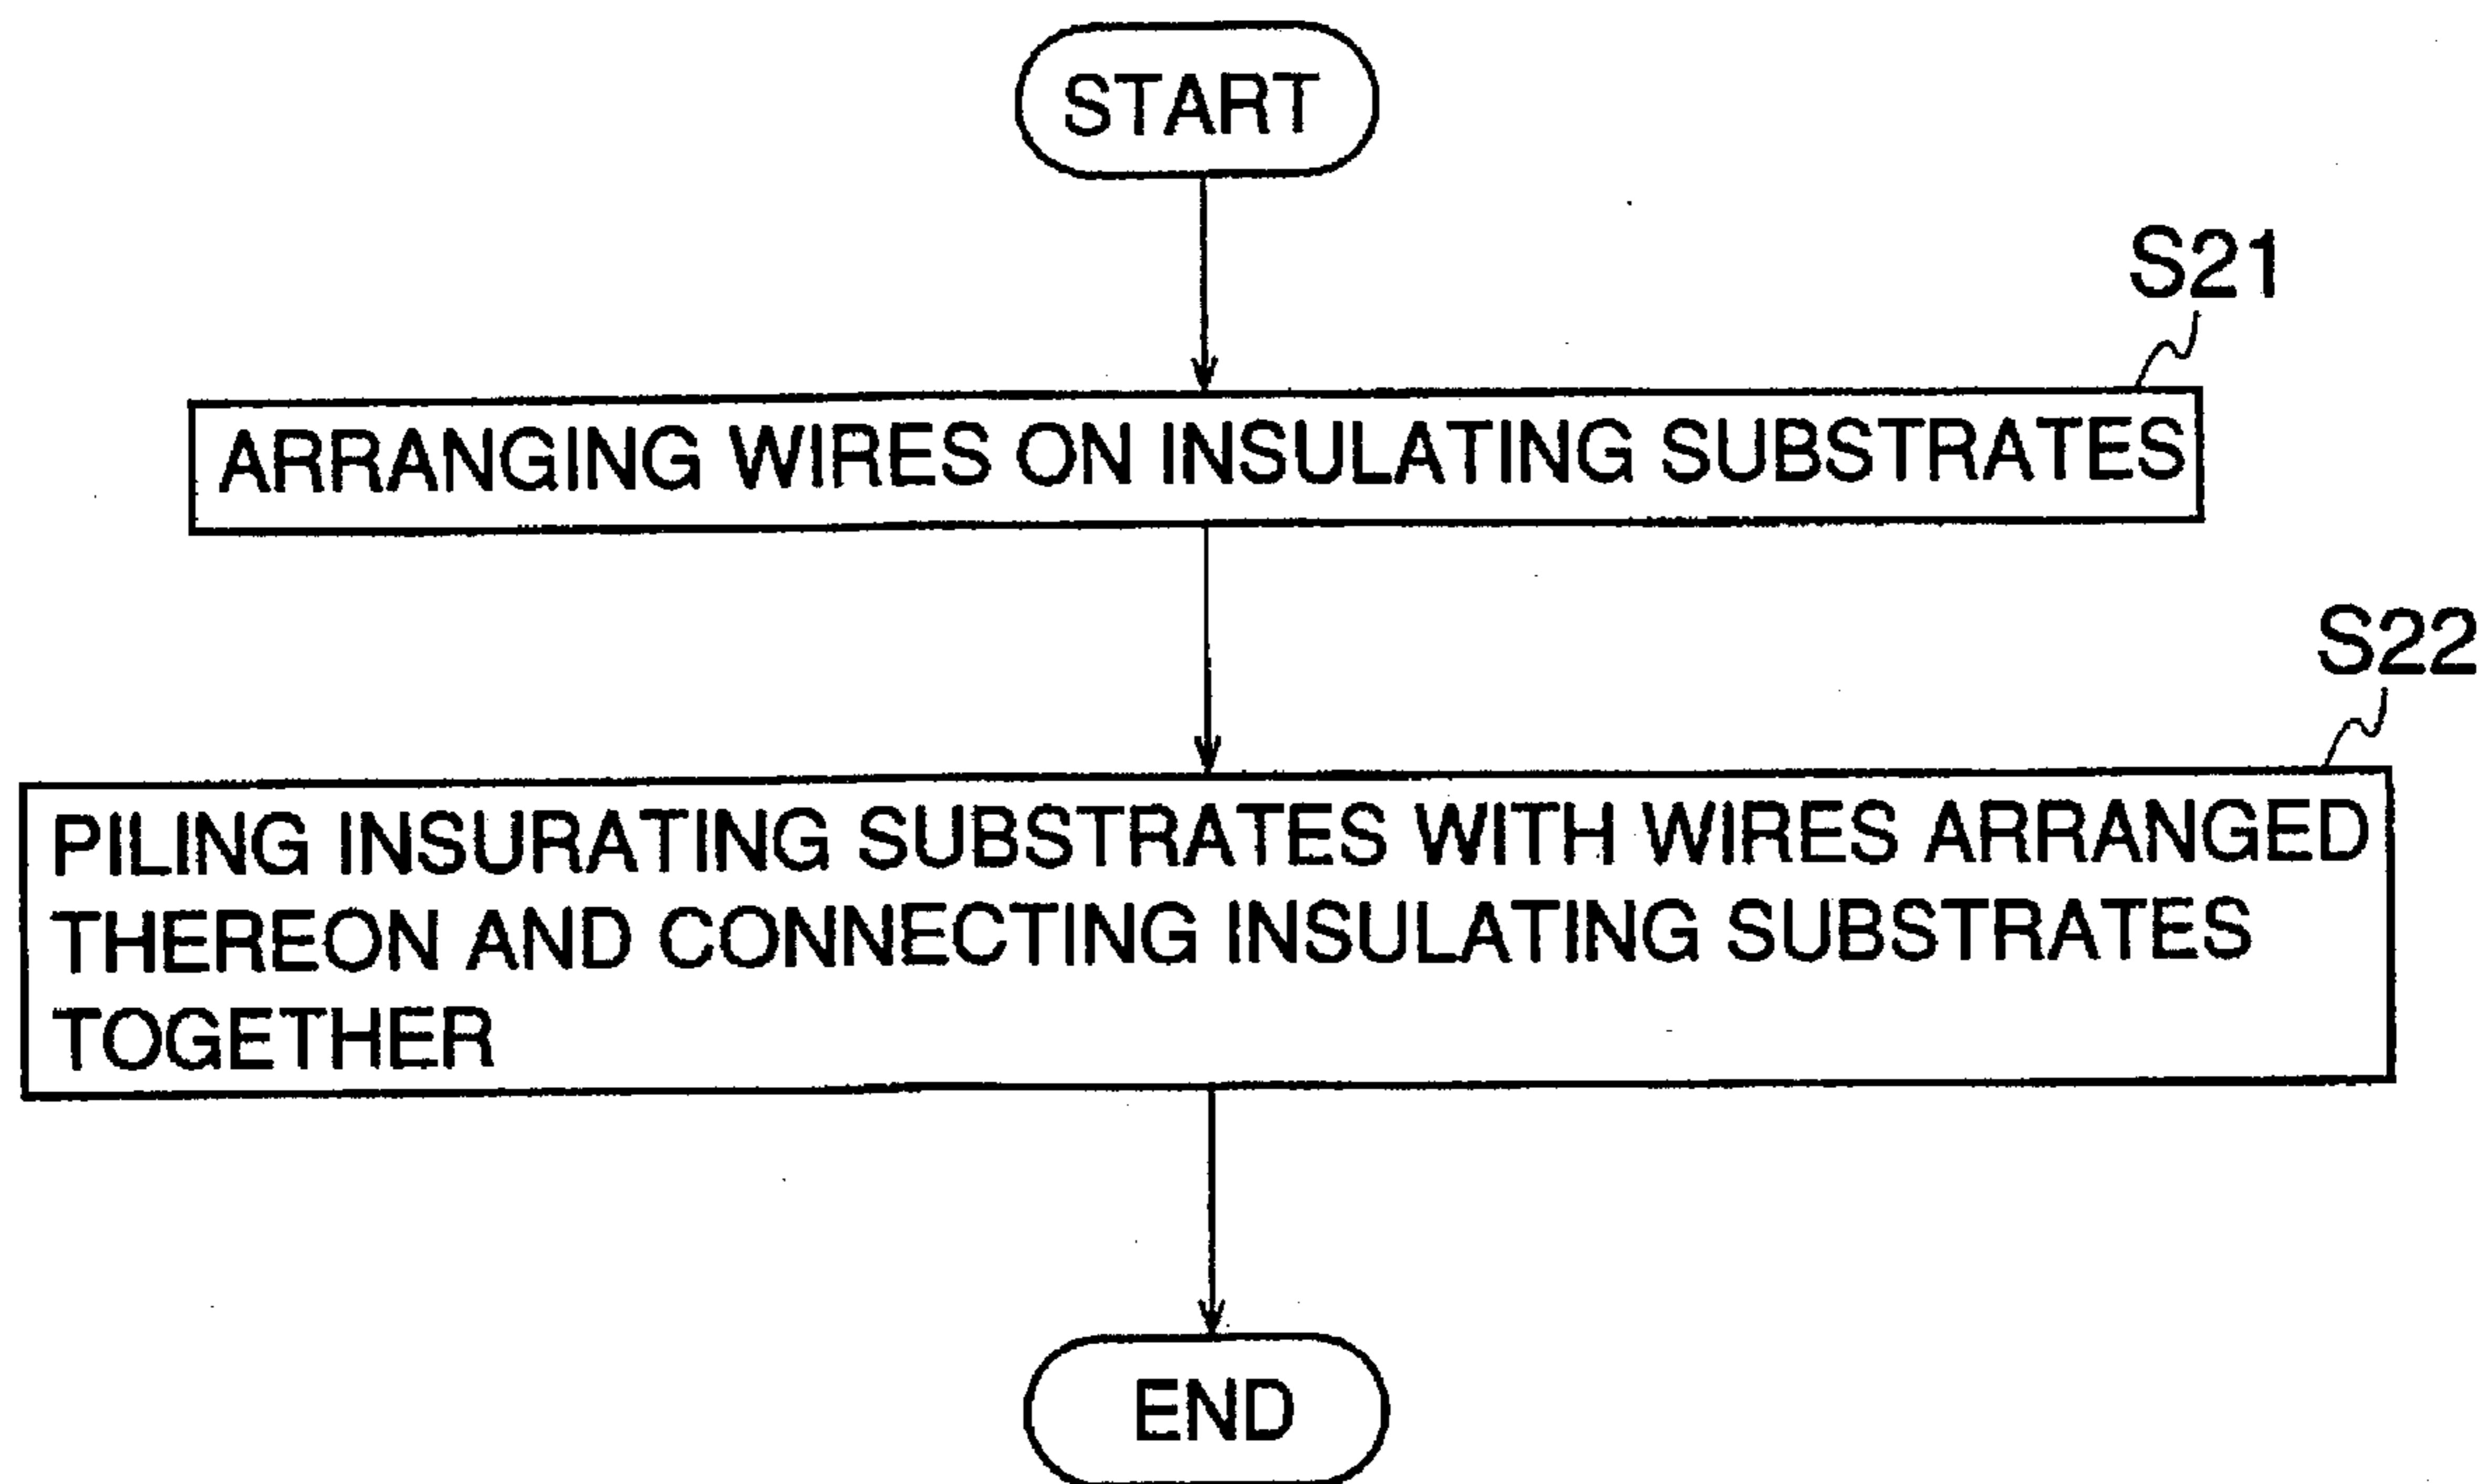 START
S21
ARRANGING WIRES ON INSULATING SUBSTRATES
S22
PILING INSURATING SUBSTRATES WITH WIRES ARRANGED
THEREON AND CONNECTING INSULATING SUBSTRATES
TOGETHER
END